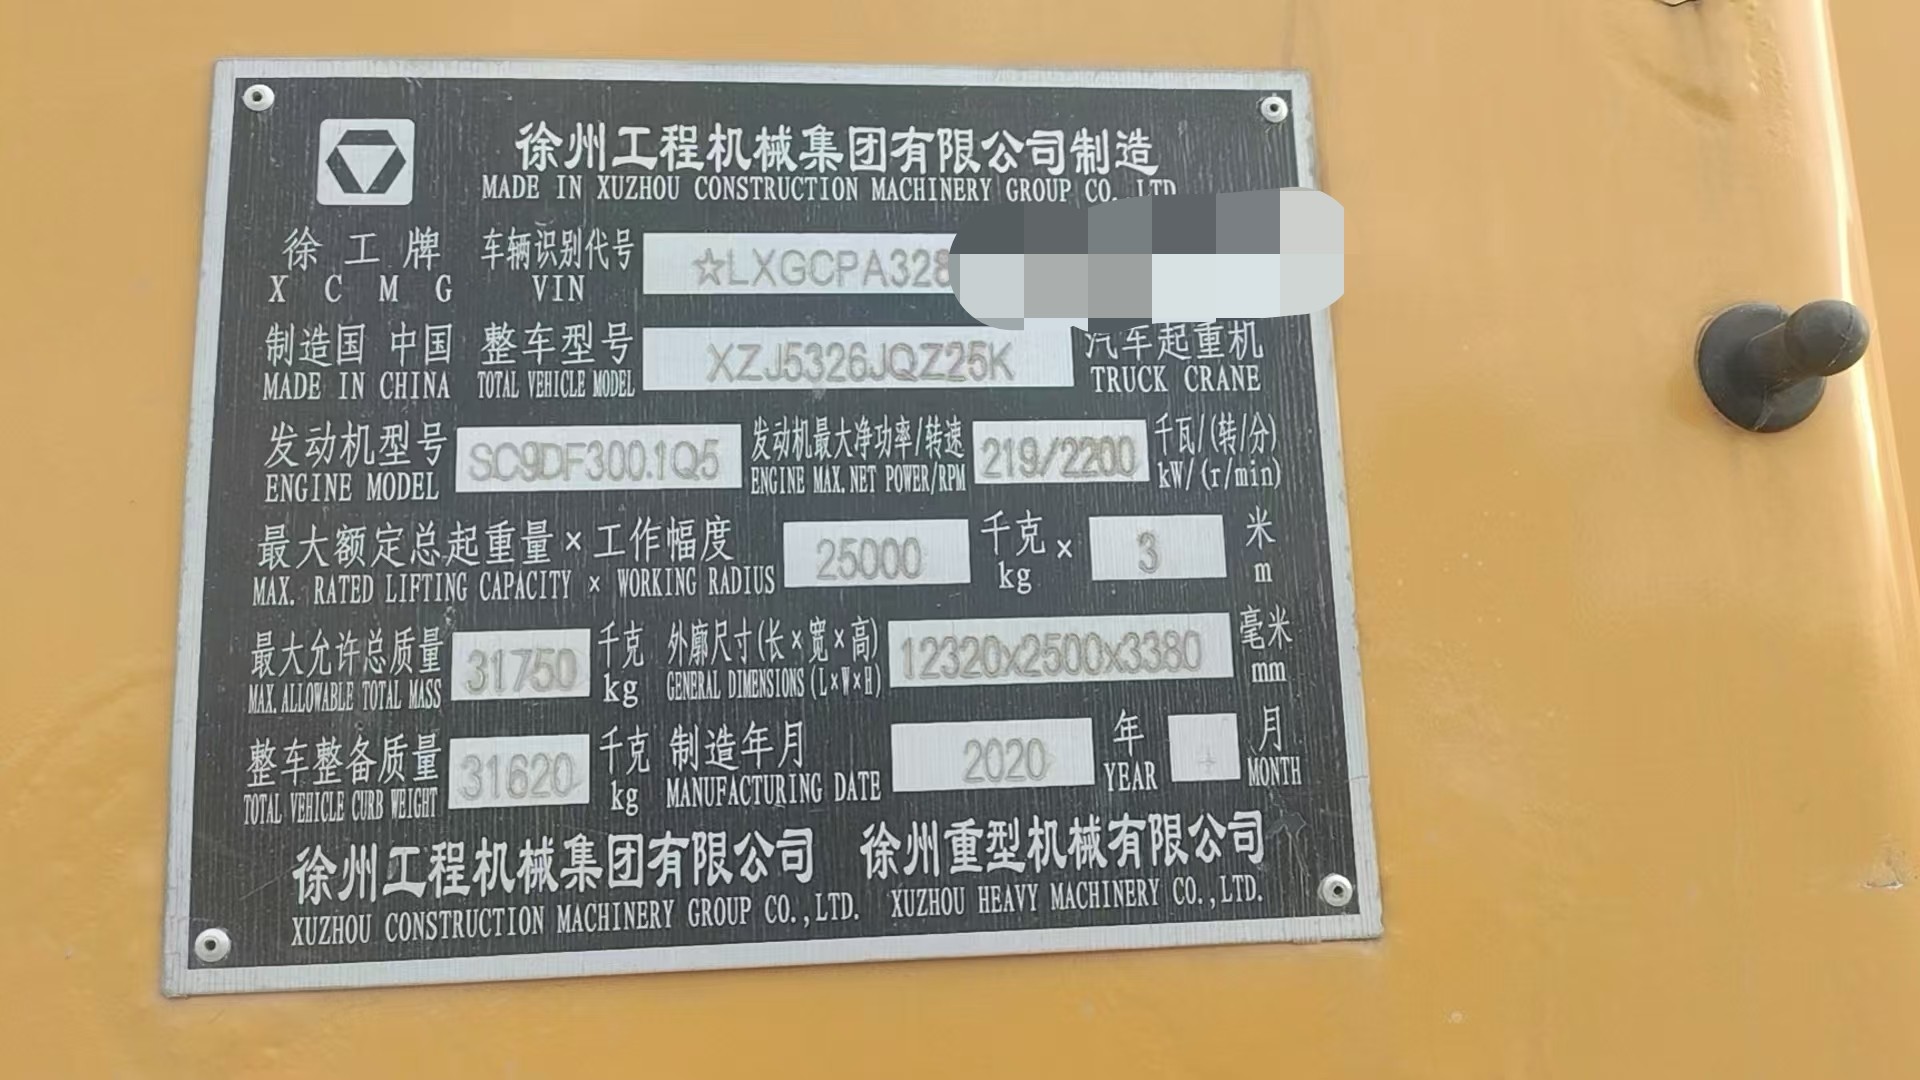 徐州工程机械集团有限公司制造
MADE IN XUZHOU CONSTRUCTION MACHINERY GROUP CO.,LTD
徐工牌 车辆识别代号 ☆LXGCPA328
XCMG VIN
制造国 中国 整车型号 XZJ5326JQZ25K 汽车起重机
MADE IN CHINA TOTAL VEHICLE MODEL TRUCK CRANE
发动机型号 SC9DF300.1Q5 发动机最大净功率/转速 219/2200 千瓦/(转/分)
ENGINE MODEL ENGINE MAX.NET POWER/RPM kW/(r/min)
最大额定总起重量×工作幅度 25000 千克× 3 米
MAX. RATED LIFTING CAPACITY × WORKING RADIUS kg m
最大允许总质量 31750 千克 外廓尺寸(长×宽×高) 12320x2500x3380 毫米
MAX.ALLOWABLE TOTAL MASS kg GENERAL DIMENSIONS(L×W×H) mm
整车整备质量 31620 千克 制造年月 2020 年 月
TOTAL VEHICLE CURB WEIGHT kg MANUFACTURING DATE YEAR MONTH
徐州工程机械集团有限公司 徐州重型机械有限公司
XUZHOU CONSTRUCTION MACHINERY GROUP CO.,LTD. XUZHOU HEAVY MACHINERY CO.,LTD.